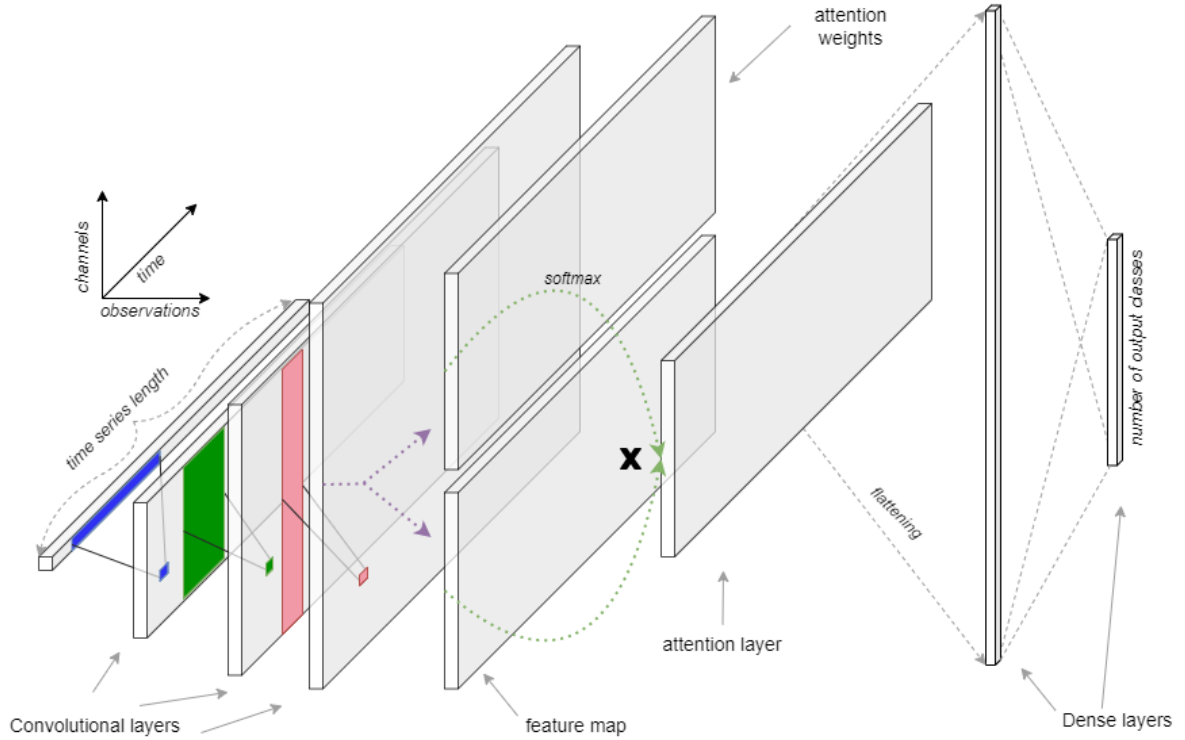 attention
weights
channels
time
observations
softmax
time series length
number of output classes
flattening
X
attention layer
Convolutional layers
feature map
Dense layers